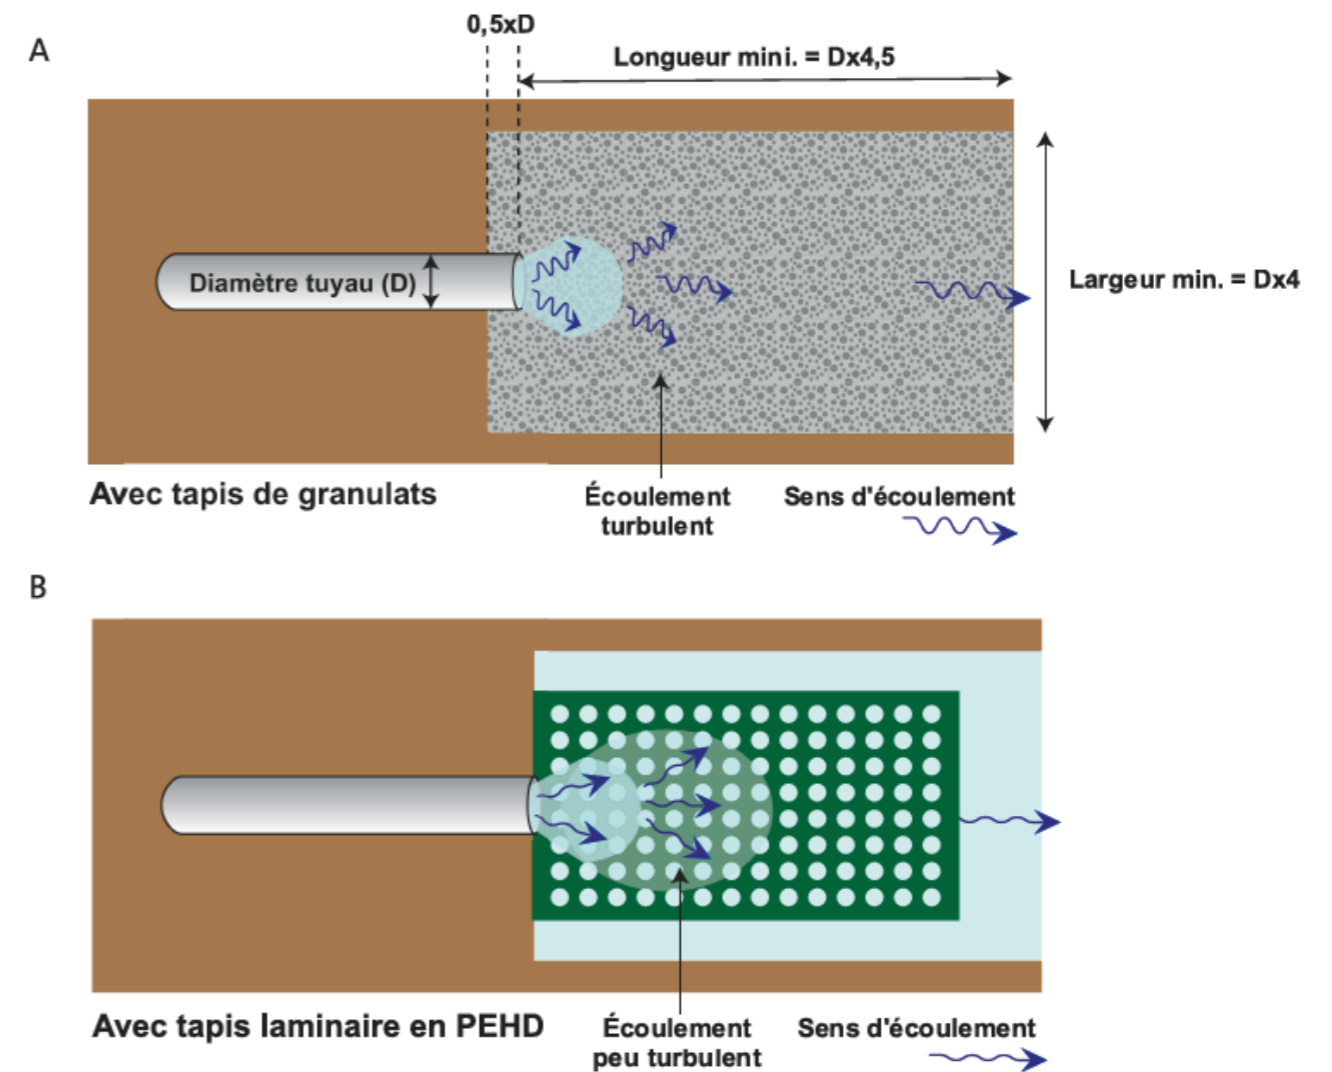 A
0,5xD
Longueur mini. = Dx4,5
Diamètre tuyau (D)
Largeur min. = Dx4
Avec tapis de granulats
Écoulement
turbulent
Sens d'écoulement
B
Avec tapis laminaire en PEHD
Écoulement
peu turbulent
Sens d'écoulement